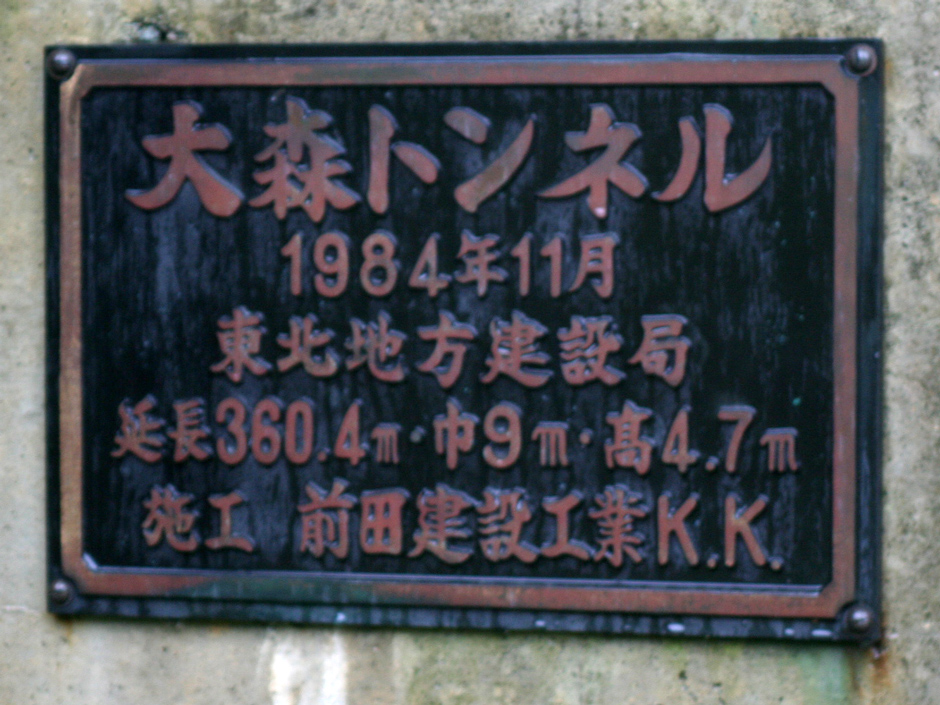 大森トンネル
1984年11月
東北地方建設局
延長360.4m・巾9m・髙4.7m
施工 前田建設工業K.K.